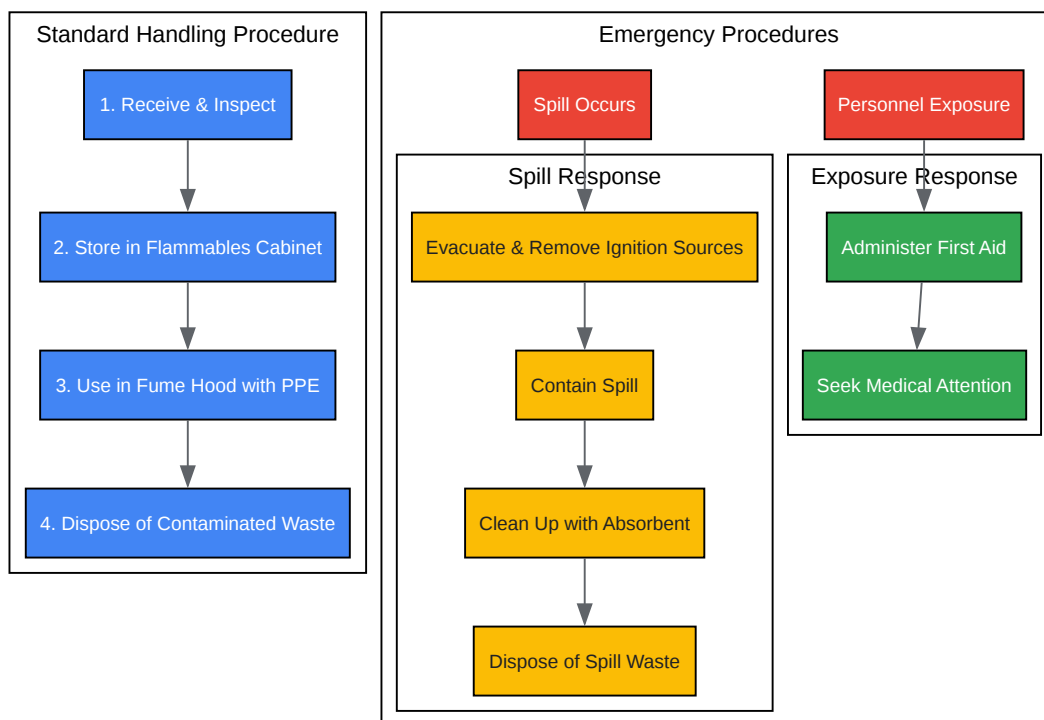 Standard Handling Procedure
1. Receive & Inspect
2. Store in Flammables Cabinet
3. Use in Fume Hood with PPE
4. Dispose of Contaminated Waste
Emergency Procedures
Spill Occurs
Spill Response
Evacuate & Remove Ignition Sources
Contain Spill
Clean Up with Absorbent
Dispose of Spill Waste
Personnel Exposure
Exposure Response
Administer First Aid
Seek Medical Attention